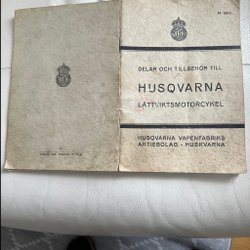 DELAR OCH TILLBEHÖR TILL
HUSQVARNA
LÄTTVIKTSMOTORCYKEL
HUSQVARNA VAPENFABRIKS
AKTIEBOLAG - HUSKVARNA